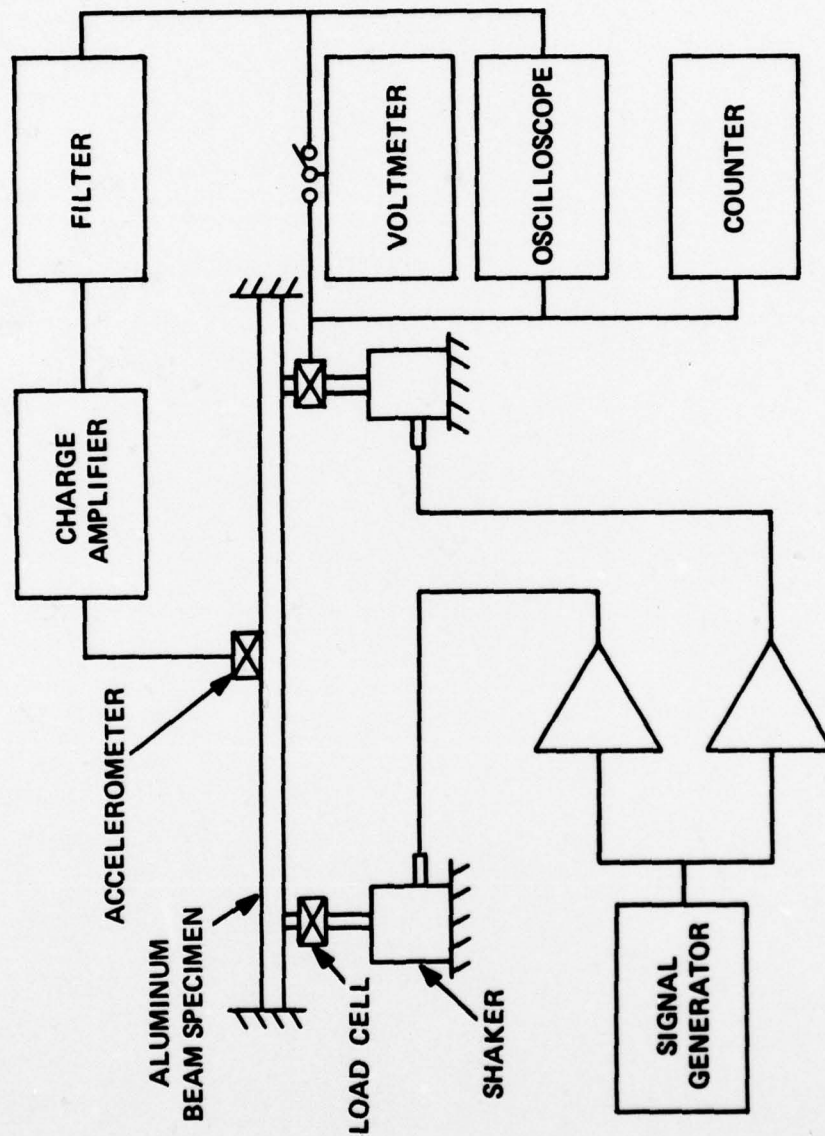 CHARGE
AMPLIFIER
FILTER
ACCELEROMETER
ALUMINUM
BEAM SPECIMEN
LOAD CELL
SHAKER
VOLTMETER
OSCILLOSCOPE
COUNTER
SIGNAL
GENERATOR